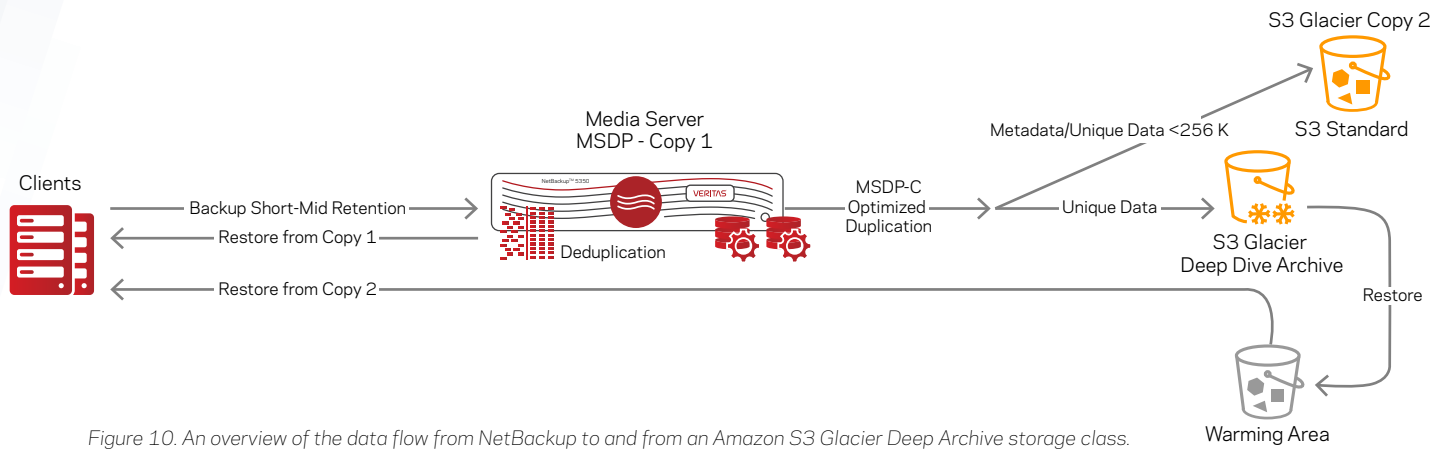 S3 Glacier Copy 2
S3 Standard
Media Server
MSDP - Copy 1
Metadata/Unique Data <256 K
Clients
NetBackup™ 5350
VERITAS
MSDP-C
Optimized
Duplication
Backup Short-Mid Retention
Unique Data
Restore from Copy 1
Deduplication
S3 Glacier
Deep Dive Archive
Restore from Copy 2
Restore
Warming Area
Figure 10. An overview of the data flow from NetBackup to and from an Amazon S3 Glacier Deep Archive storage class.